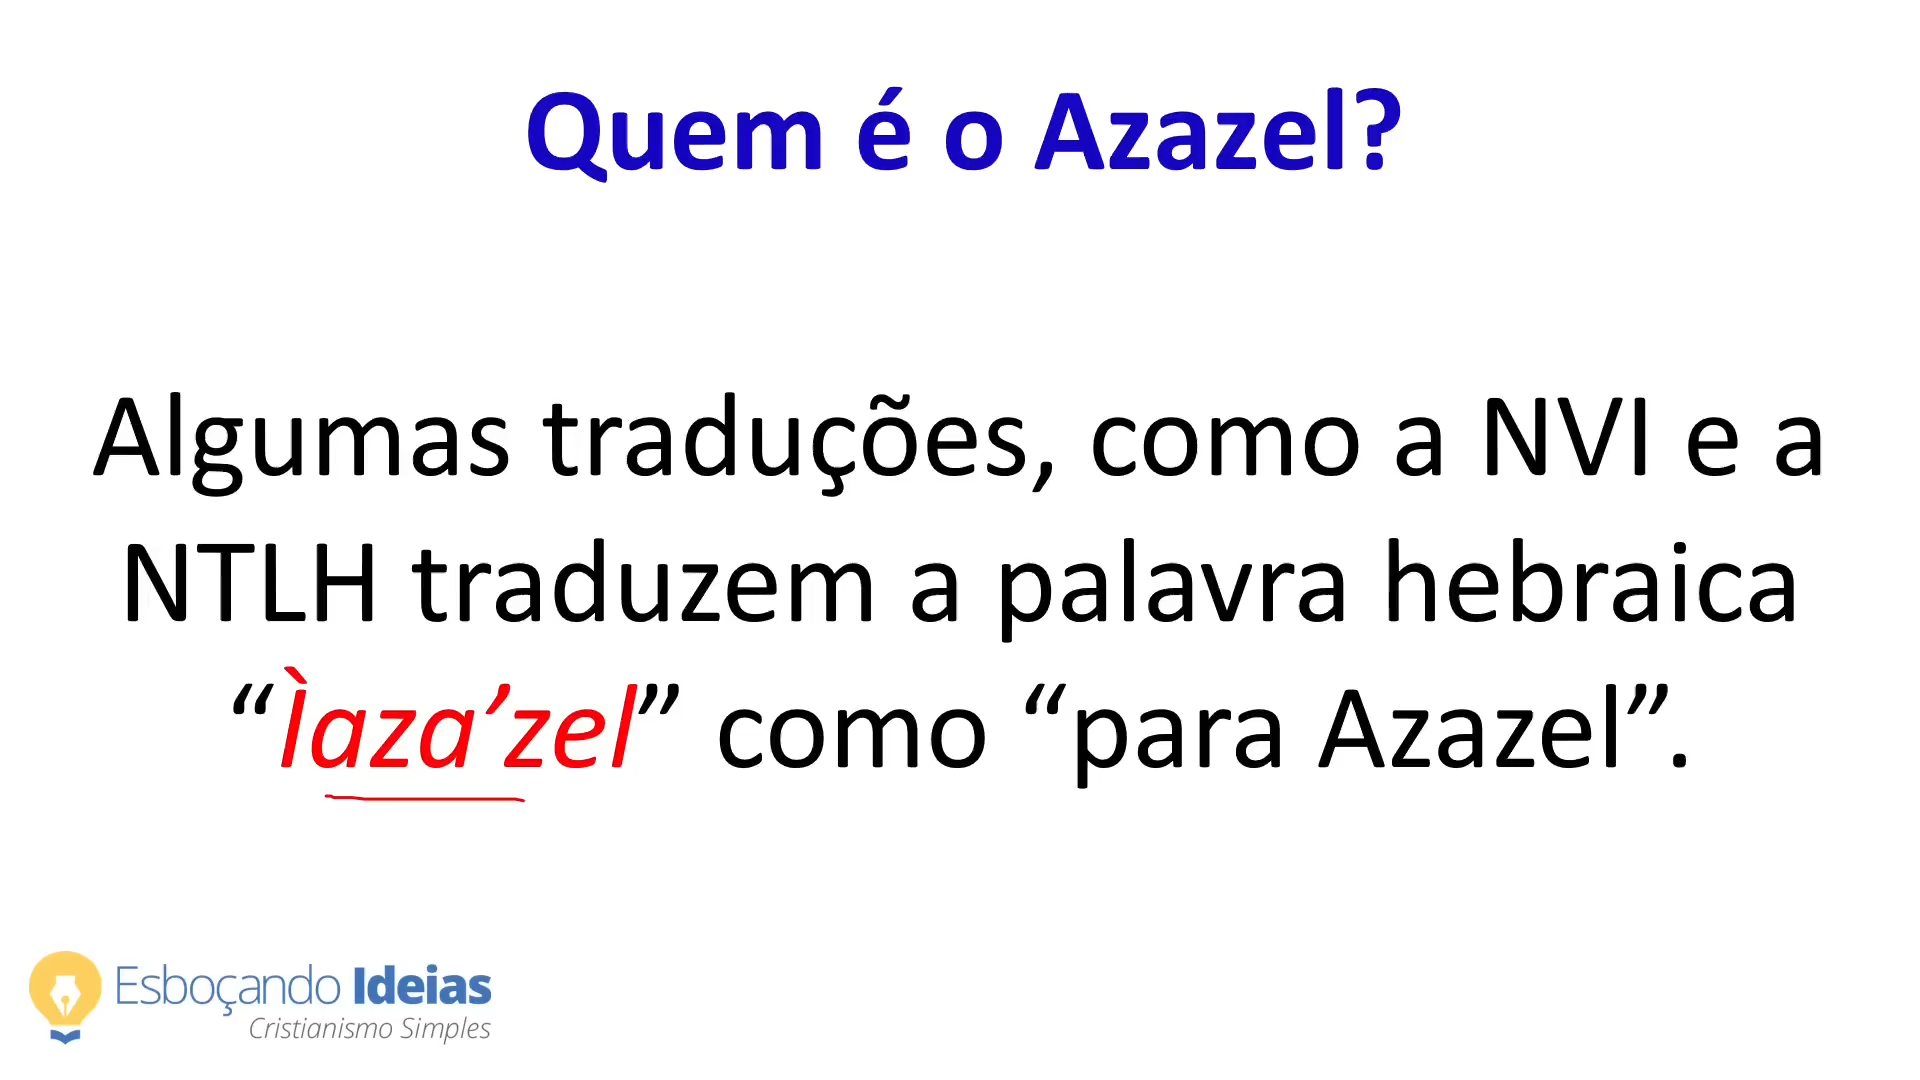 Quem é o Azazel?
Algumas traduções, como a NVI e a
NTLH traduzem a palavra hebraica
“Ìaza’zel” como “para Azazel”.
Esboçando Ideias
Cristianismo Simples